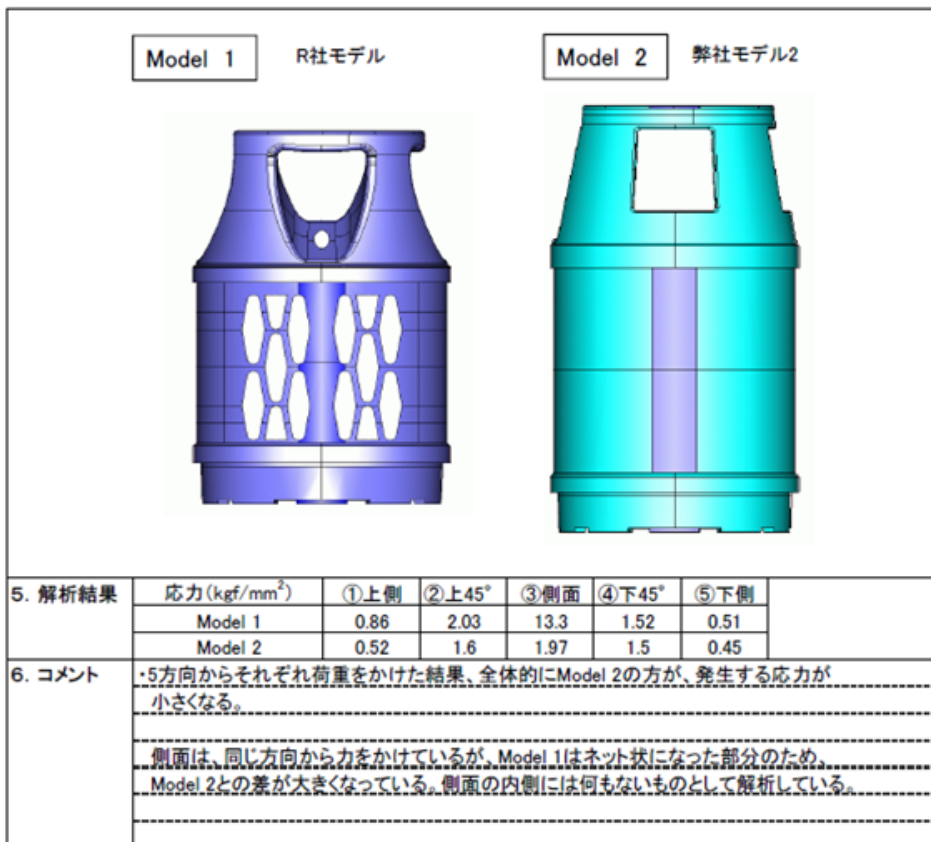 Model 1 R社モデル Model 2 弊社モデル2
5. 解析結果 応力(kgf/mm²) ①上側 ②上45° ③側面 ④下45° ⑤下側
Model 1 0.86 2.03 13.3 1.52 0.51
Model 2 0.52 1.6 1.97 1.5 0.45
6. コメント ・5方向からそれぞれ荷重をかけた結果、全体的にModel 2の方が、発生する応力が
小さくなる。
側面は、同じ方向から力をかけているが、Model 1はネット状になった部分のため、
Model 2との差が大きくなっている。側面の内側には何もないものとして解析している。